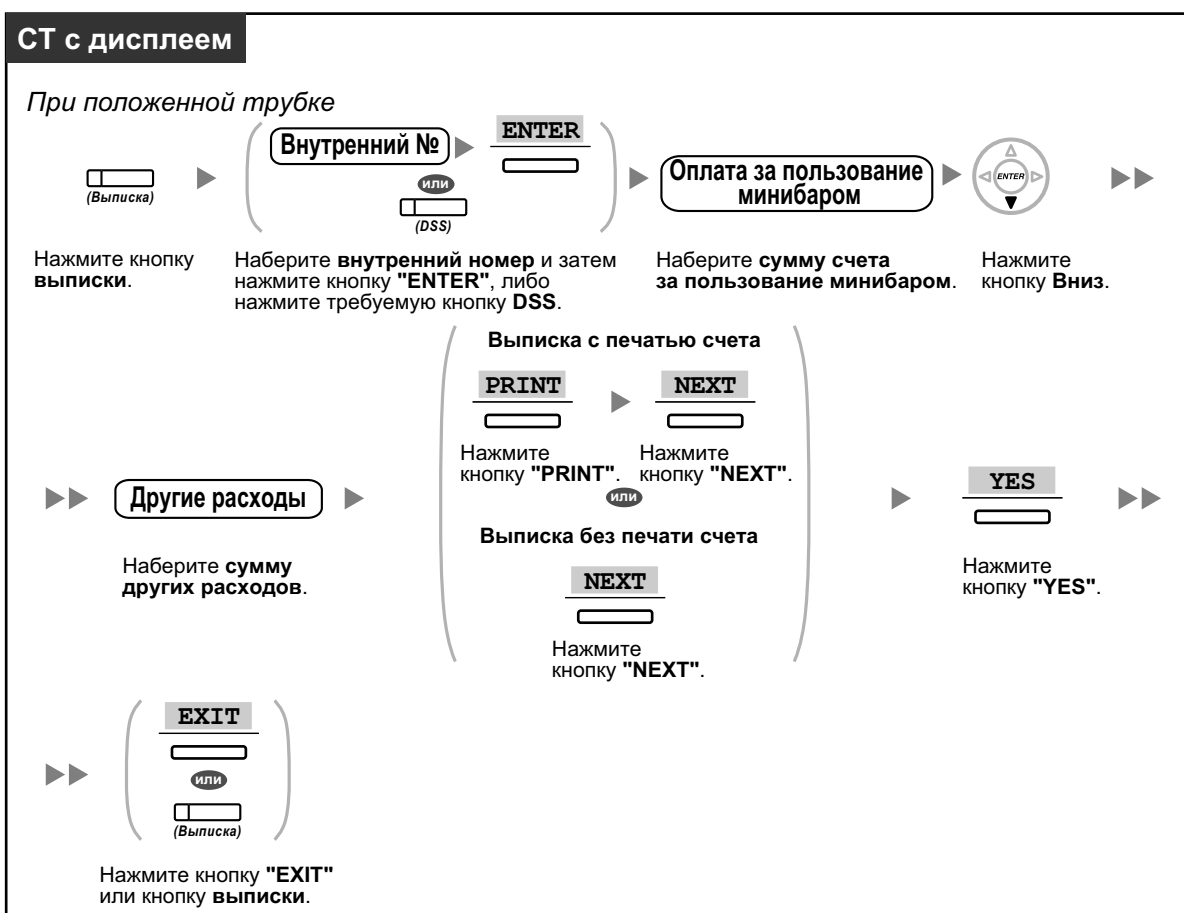 СТ с дисплеем
При положенной трубке
(Выписка)
Внутренний №
ENTER
или
(DSS)
Оплата за пользование
минибаром
ENTER
Нажмите кнопку
выписки.
Наберите внутренний номер и затем
нажмите кнопку "ENTER", либо
нажмите требуемую кнопку DSS.
Наберите сумму счета
за пользование минибаром.
Нажмите
кнопку Вниз.
Другие расходы
Наберите сумму
других расходов.
Выписка с печатью счета
PRINT
NEXT
Нажмите
кнопку "PRINT".
Нажмите
кнопку "NEXT".
или
Выписка без печати счета
NEXT
Нажмите
кнопку "NEXT".
YES
Нажмите
кнопку "YES".
EXIT
или
(Выписка)
Нажмите кнопку "EXIT"
или кнопку выписки.